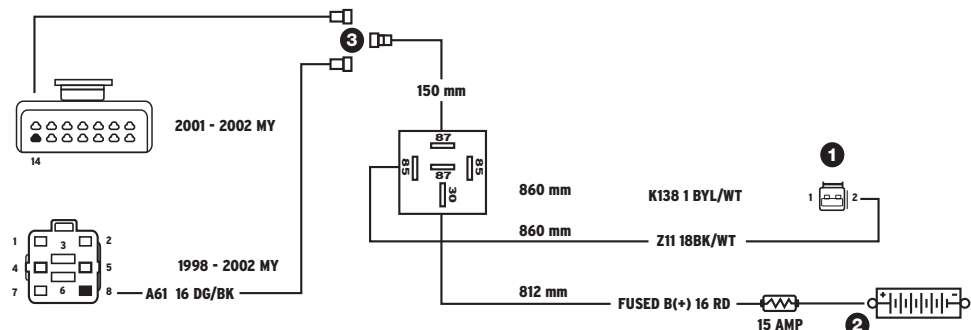 3
150 mm
2001 - 2002 MY
14
87
85
87
85
30
1
860 mm
K138 1 BYL/WT
1
2
860 mm
Z11 18BK/WT
1
3
2
4
5
7
6
8
1998 - 2002 MY
A61 16 DG/BK
812 mm
FUSED B(+) 16 RD
15 AMP
+
-
2